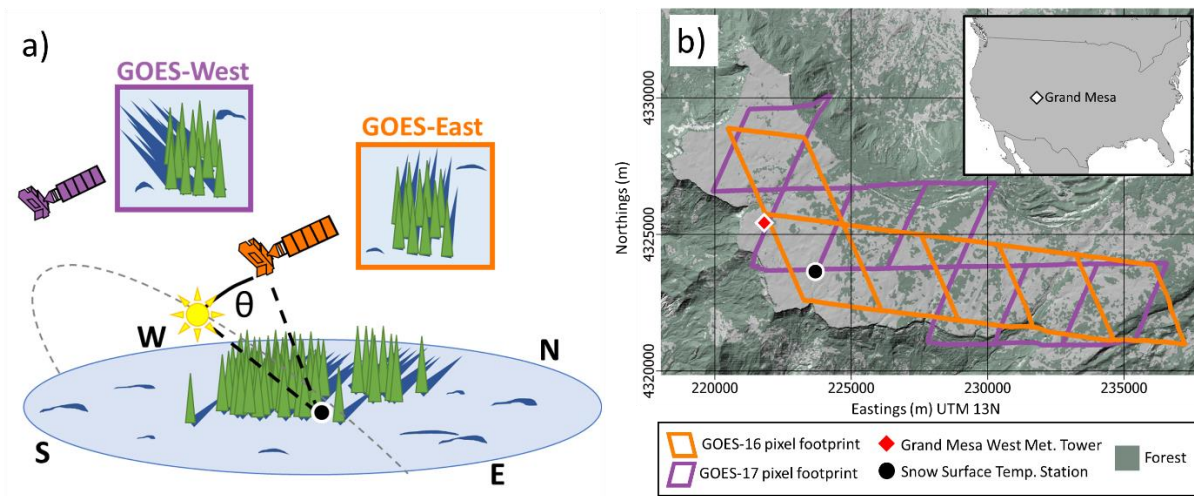 a)
GOES-West
GOES-East
θ
W
N
S
E
b)
Grand Mesa
4330000
4325000
4320000
Northings (m)
220000
225000
230000
235000
Eastings (m) UTM 13N
GOES-16 pixel footprint
GOES-17 pixel footprint
Grand Mesa West Met. Tower
Snow Surface Temp. Station
Forest